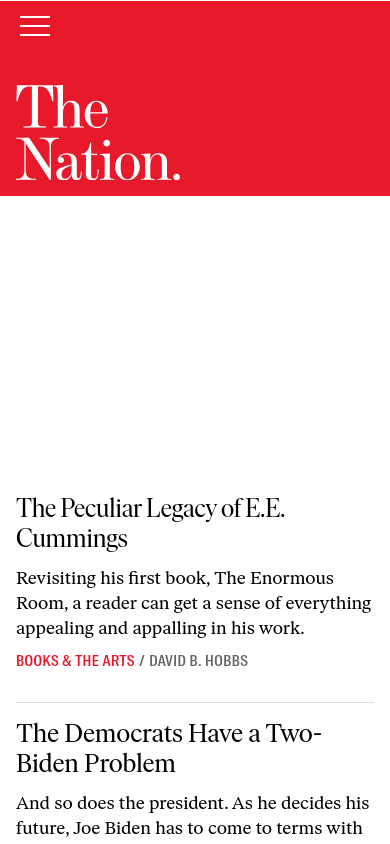 The
Nation.
The Peculiar Legacy of E.E.
Cummings
Revisiting his first book, The Enormous
Room, a reader can get a sense of everything
appealing and appalling in his work.
BOOKS & THE ARTS / DAVID B. HOBBS
The Democrats Have a Two-
Biden Problem
And so does the president. As he decides his
future, Joe Biden has to come to terms with